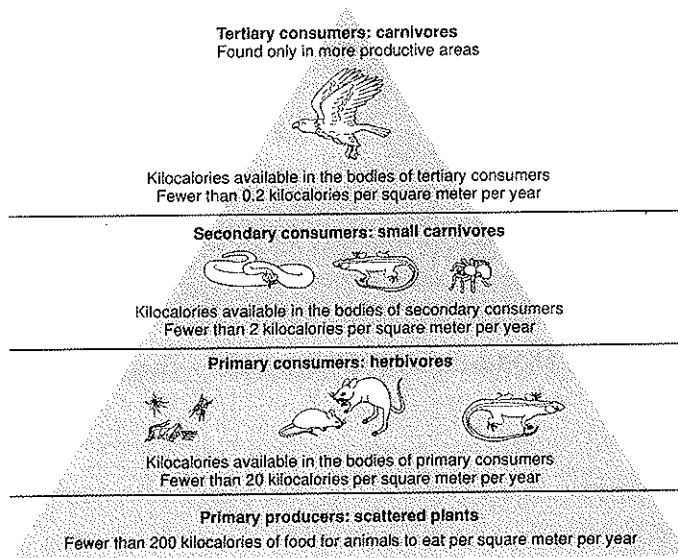 Tertiary consumers: carnivores
Found only in more productive areas
Kilocalories available in the bodies of tertiary consumers
Fewer than 0.2 kilocalories per square meter per year
Secondary consumers: small carnivores
Kilocalories available in the bodies of secondary consumers
Fewer than 2 kilocalories per square meter per year
Primary consumers: herbivores
Kilocalories available in the bodies of primary consumers
Fewer than 20 kilocalories per square meter per year
Primary producers: scattered plants
Fewer than 200 kilocalories of food for animals to eat per square meter per year